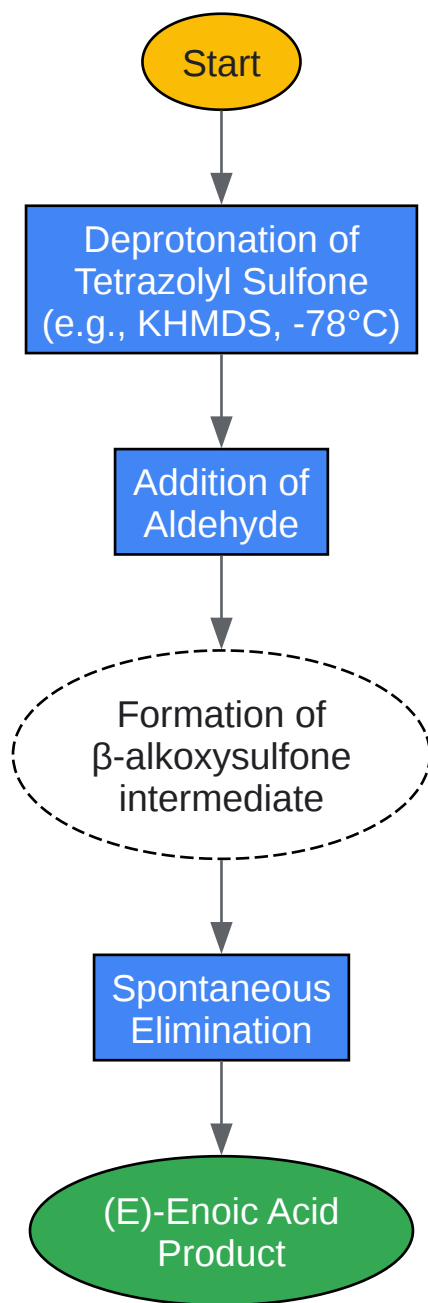 Start
Deprotonation of
Tetrazolyl Sulfone
(e.g., KHMDS, -78°C)
Addition of
Aldehyde
Formation of
β-alkoxysulfone
intermediate
Spontaneous
Elimination
(E)-Enoic Acid
Product